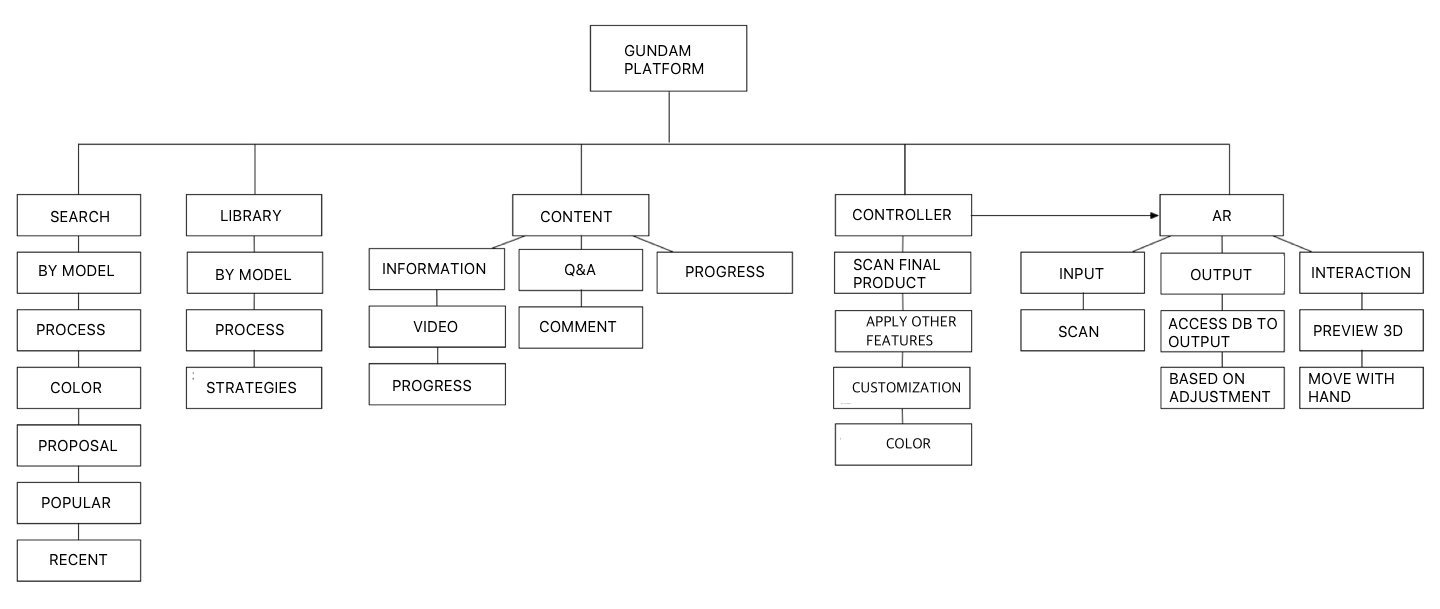 GUNDAM
PLATFORM
SEARCH
BY MODEL
PROCESS
COLOR
PROPOSAL
POPULAR
RECENT
LIBRARY
BY MODEL
PROCESS
STRATEGIES
CONTENT
INFORMATION
VIDEO
PROGRESS
Q&A
COMMENT
PROGRESS
CONTROLLER
SCAN FINAL
PRODUCT
APPLY OTHER
FEATURES
CUSTOMIZATION
COLOR
AR
INPUT
SCAN
OUTPUT
ACCESS DB TO
OUTPUT
BASED ON
ADJUSTMENT
INTERACTION
PREVIEW 3D
MOVE WITH
HAND